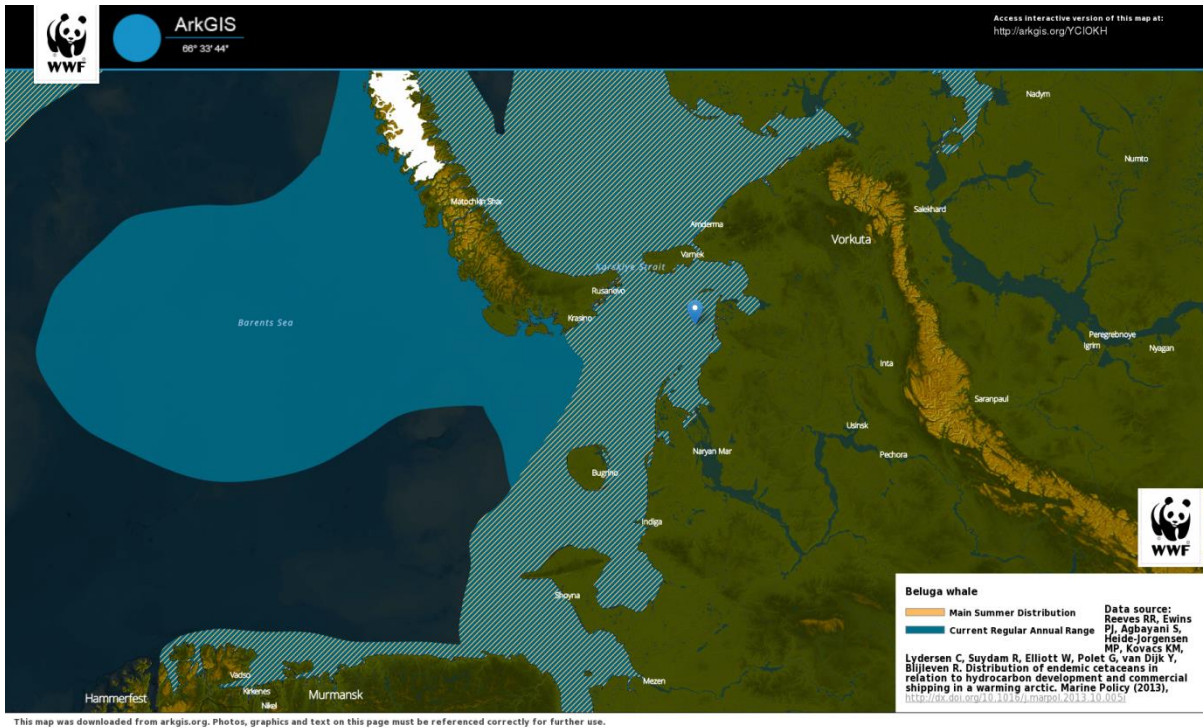 WWF
ArkGIS
66° 33' 44"
Access interactive version of this map at:
http://arkgis.org/YCIOKH
Nadym
Numto
Matochkin Shar
Salekhard
Amderma
Vorkuta
Varnek
Karskiye Strait
Rusanovo
Krasino
Barents Sea
Peregrebnoye
Igrim
Nyagan
Inta
Saranpaul
Usinsk
Naryan Mar
Pechora
Bugrino
Indiga
Shoyna
Mezen
Vadso
Kirkenes
Nikel
Hammerfest
Murmansk
WWF
Beluga whale
Main Summer Distribution
Current Regular Annual Range
Data source:
Reeves RR, Ewins
PJ, Agbayani S,
Heide-Jorgensen
MP, Kovacs KM,
Lydersen C, Suydam R, Elliott W, Polet G, van Dijk Y,
Blijleven R. Distribution of endemic cetaceans in
relation to hydrocarbon development and commercial
shipping in a warming arctic. Marine Policy (2013),
http://dx.doi.org/10.1016/j.marpol.2013.10.005i
This map was downloaded from arkgis.org. Photos, graphics and text on this page must be referenced correctly for further use.